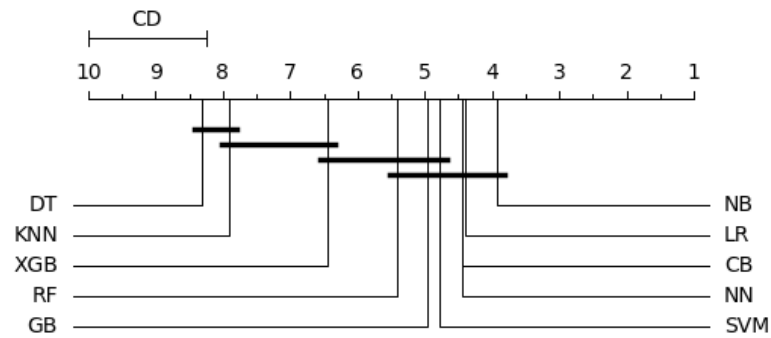 CD
10 9 8 7 6 5 4 3 2 1
DT NB
KNN LR
XGB CB
RF NN
GB SVM